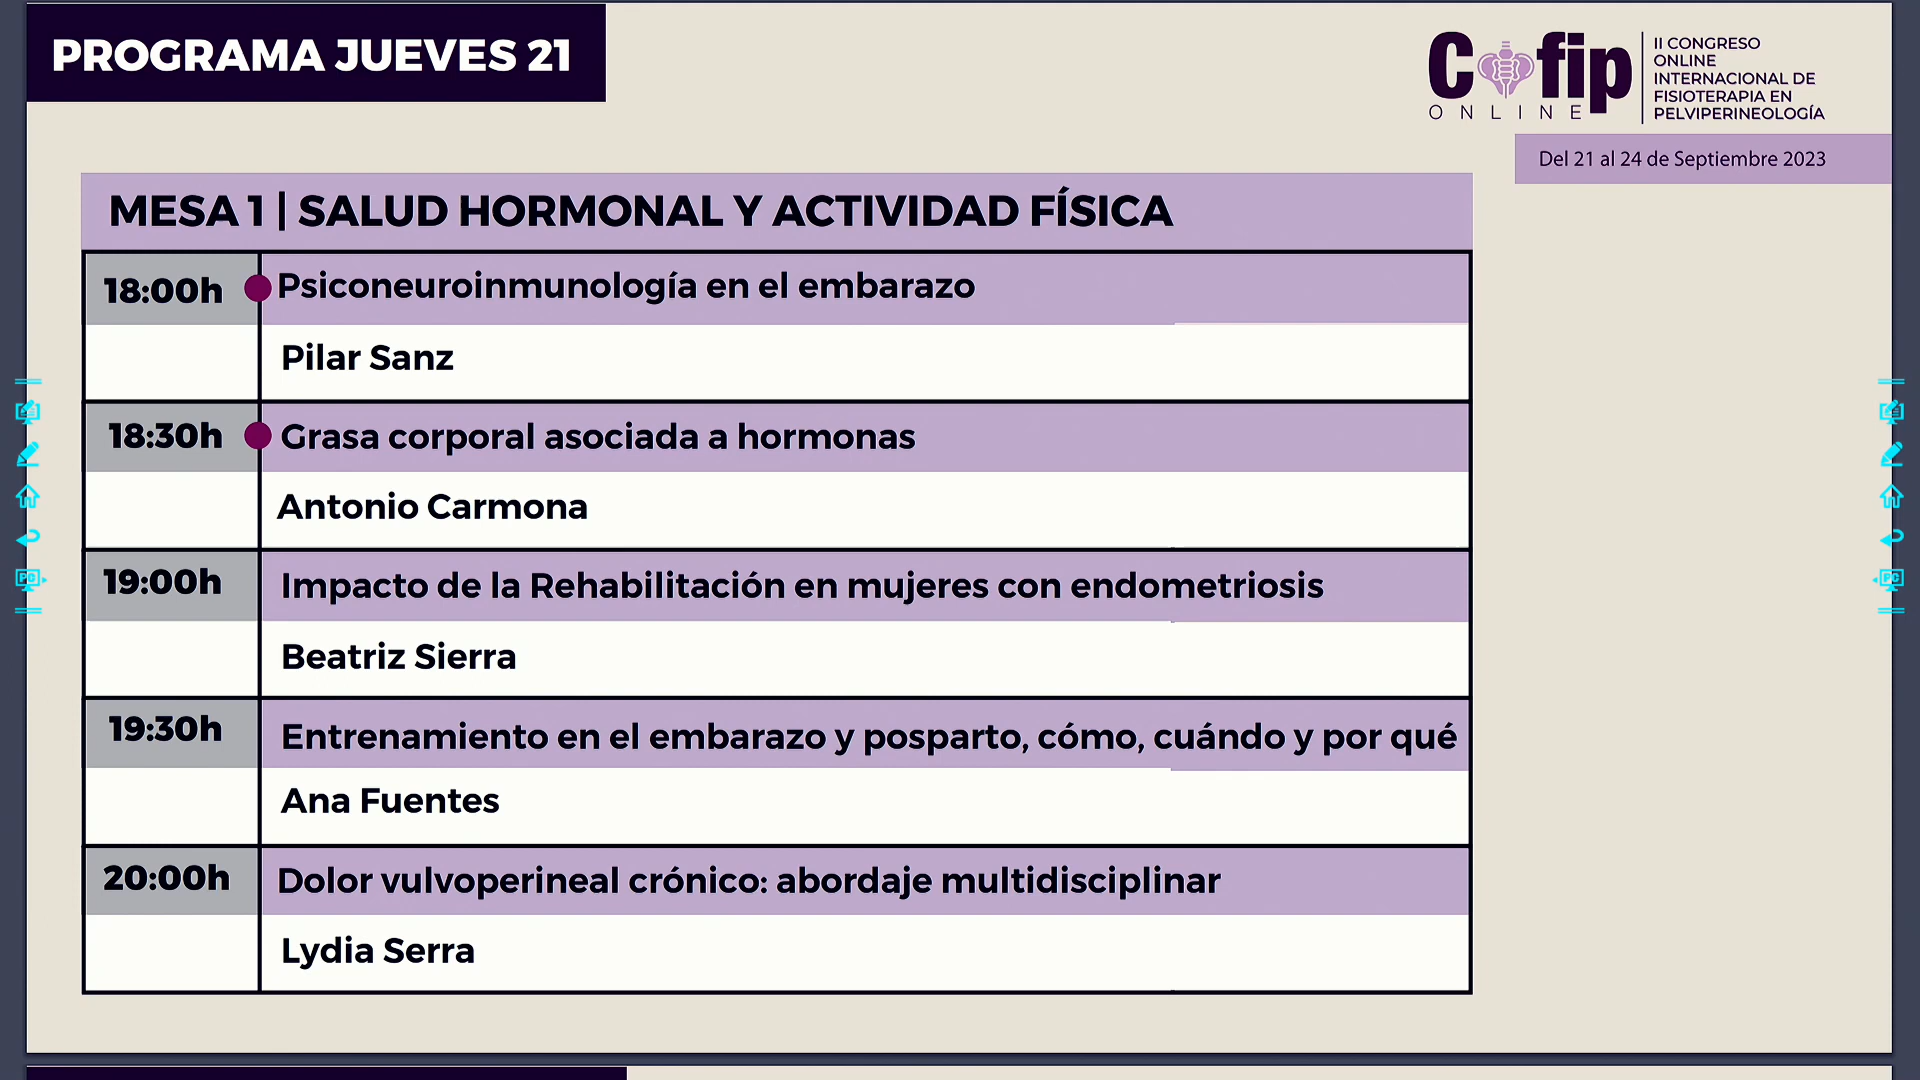 PROGRAMA JUEVES 21
Cofip
ONLINE
II CONGRESO
ONLINE
INTERNACIONAL DE
FISIOTERAPIA EN
PELVIPERINEOLOGÍA
Del 21 al 24 de Septiembre 2023
MESA 1 | SALUD HORMONAL Y ACTIVIDAD FÍSICA
18:00h Psiconeuroinmunología en el embarazo
Pilar Sanz
18:30h Grasa corporal asociada a hormonas
Antonio Carmona
19:00h Impacto de la Rehabilitación en mujeres con endometriosis
Beatriz Sierra
19:30h Entrenamiento en el embarazo y posparto, cómo, cuándo y por qué
Ana Fuentes
20:00h Dolor vulvoperineal crónico: abordaje multidisciplinar
Lydia Serra
PC
PC